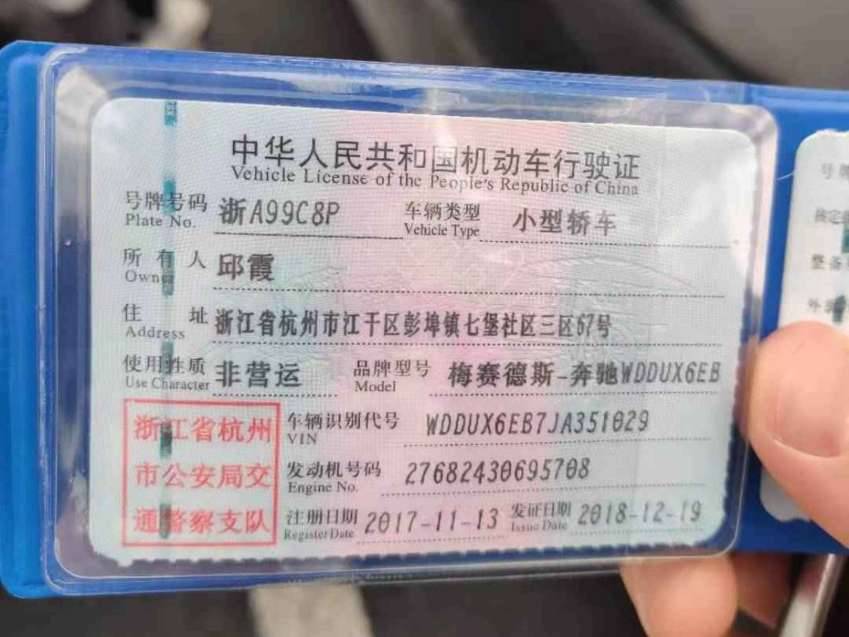 中华人民共和国机动车行驶证
Vehicle License of the People's Republic of China
号牌号码 浙A99C8P 车辆类型 小型轿车
Plate No. Vehicle Type
所有人 邱霞
Owner
住址 浙江省杭州市江干区彭埠镇七堡社区三区67号
Address
使用性质 非营运 品牌型号 梅赛德斯-奔驰WDDUX6EB
Use Character Model
浙江省杭州
市公安局交
通警察支队
车辆识别代号 WDDUX6EB7JA351029
VIN
发动机号码 27682430695708
Engine No.
注册日期 2017-11-13 发证日期 2018-12-19
Register Date Issue Date
号牌
核定
整备
外